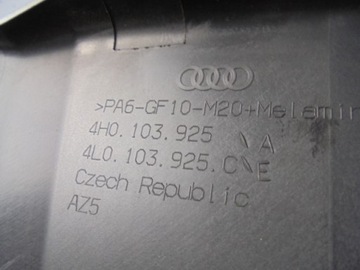 >PA6-GF10-M20+Melamin
4H0.103.925 \A
4L0.103.925.C\E
Czech Republic
AZ5